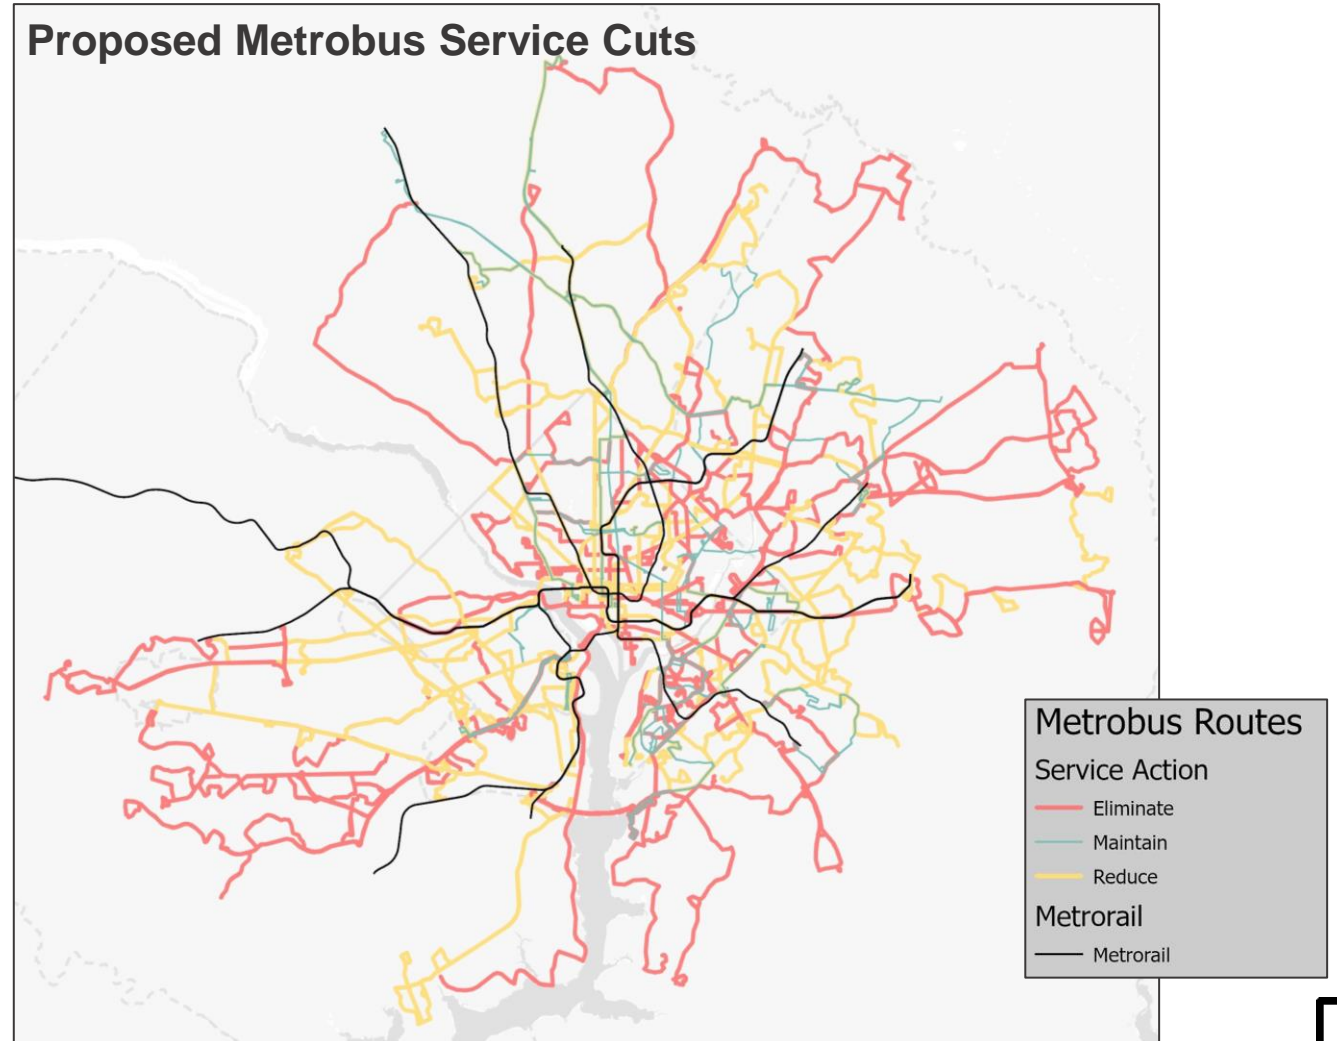 Proposed Metrobus Service Cuts
Metrobus Routes
Service Action
Eliminate
Maintain
Reduce
Metrorail
Metrorail